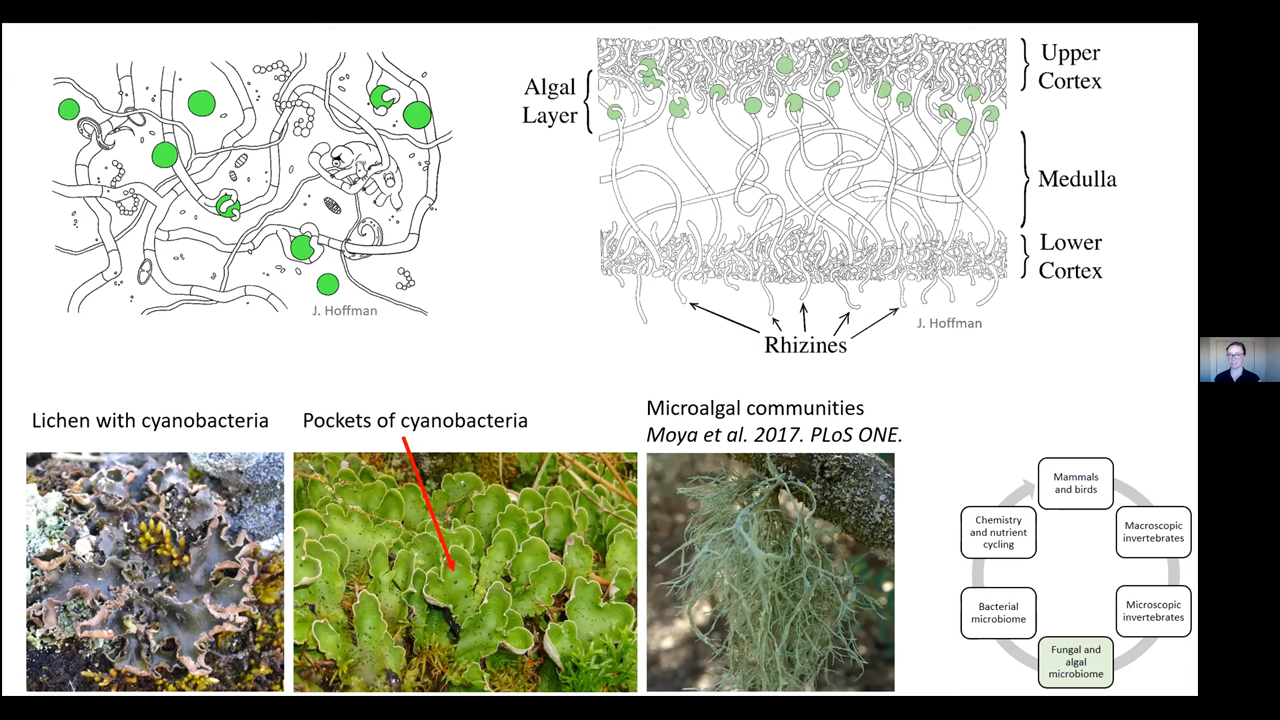 Algal
Layer
Upper
Cortex
Medulla
Lower
Cortex
J. Hoffman
J. Hoffman
Rhizines
Lichen with cyanobacteria
Pockets of cyanobacteria
Microalgal communities
Moya et al. 2017. PLoS ONE.
Mammals
and birds
Macroscopic
invertebrates
Microscopic
invertebrates
Fungal and
algal
microbiome
Bacterial
microbiome
Chemistry
and nutrient
cycling